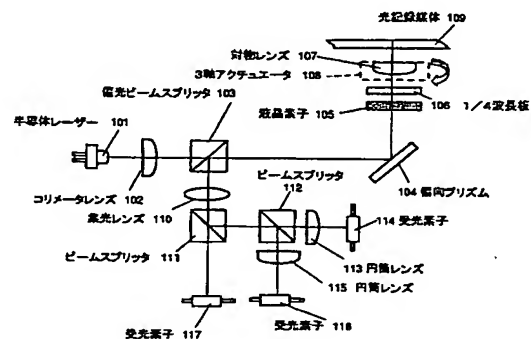 光記録媒体 109
対物レンズ 107
3軸アクチュエータ 108
106 1/4波長板
液晶素子 105
偏光ビームスプリッタ 103
半導体レーザー 101
102 コリメータレンズ
集光レンズ 110
104 偏向プリズム
ビームスプリッタ 112
114 受光素子
113 円筒レンズ
115 円筒レンズ
ビームスプリッタ 111
受光素子 117
受光素子 116